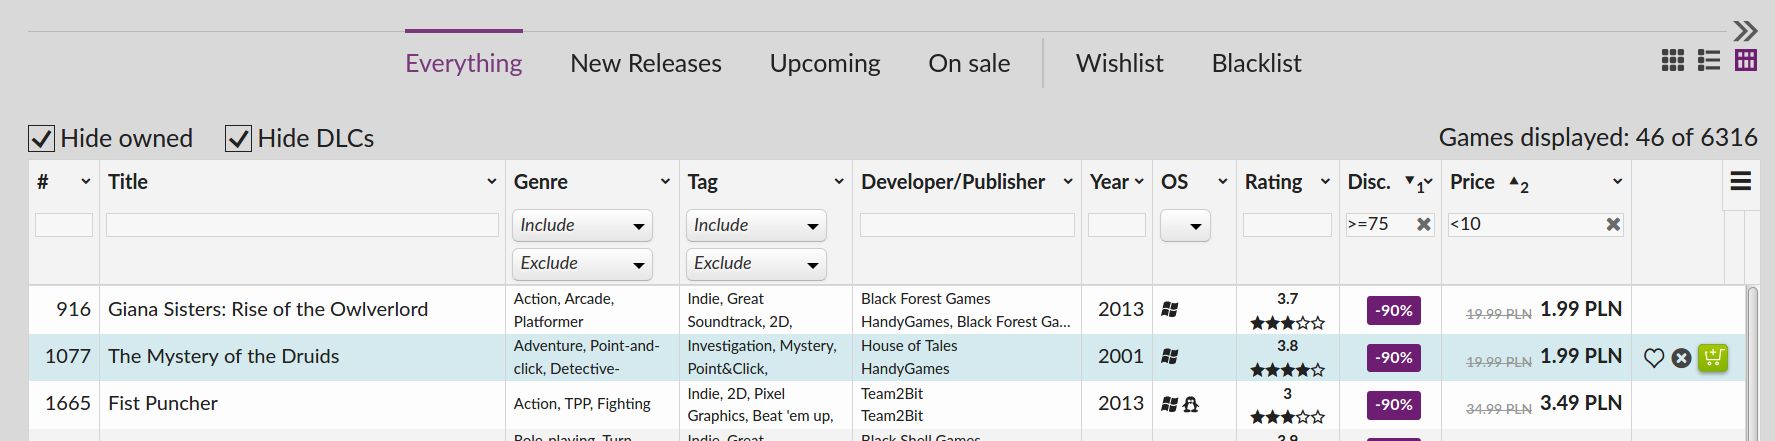 Everything New Releases Upcoming On sale Wishlist Blacklist
Hide owned Hide DLCs Games displayed: 46 of 6316
# Title Genre Tag Developer/Publisher Year OS Rating Disc. 1 Price 2
Include Include >=75 <10
Exclude Exclude
916 Giana Sisters: Rise of the Owlverlord Action, Arcade, Platformer Indie, Great Soundtrack, 2D, Black Forest Games HandyGames, Black Forest Ga... 2013 3.7 -90% 19.99 PLN 1.99 PLN
1077 The Mystery of the Druids Adventure, Point-and-click, Detective- Investigation, Mystery, Point&Click, House of Tales HandyGames 2001 3.8 -90% 19.99 PLN 1.99 PLN
1665 Fist Puncher Action, TPP, Fighting Indie, 2D, Pixel Graphics, Beat 'em up, Team2Bit Team2Bit 2013 3 -90% 34.99 PLN 3.49 PLN
Role-playing, Turn- Indie, Great Black Shell Games 3.9